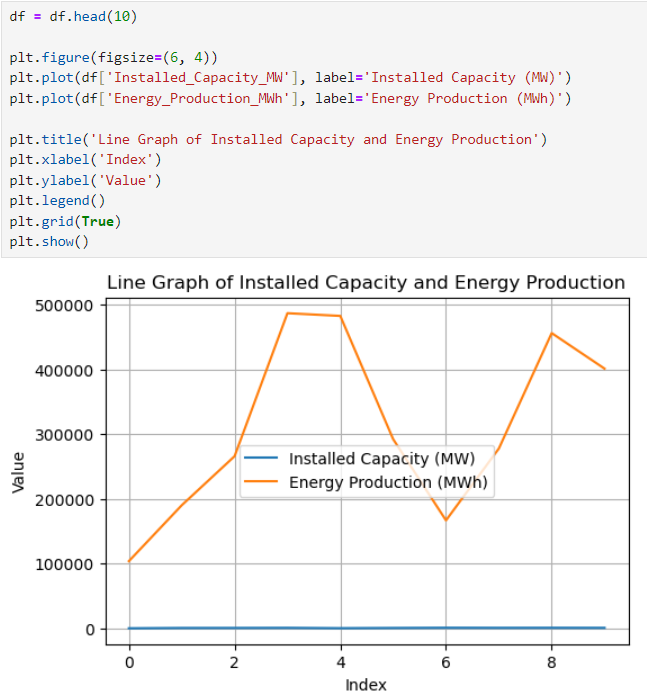 df = df.head(10)
plt.figure(figsize=(6, 4))
plt.plot(df['Installed_Capacity_MW'], label='Installed Capacity (MW)')
plt.plot(df['Energy_Production_MWh'], label='Energy Production (MWh)')
plt.title('Line Graph of Installed Capacity and Energy Production')
plt.xlabel('Index')
plt.ylabel('Value')
plt.legend()
plt.grid(True)
plt.show()
Line Graph of Installed Capacity and Energy Production
500000
400000
300000
200000
100000
0
Value
Installed Capacity (MW)
Energy Production (MWh)
0 2 4 6 8
Index